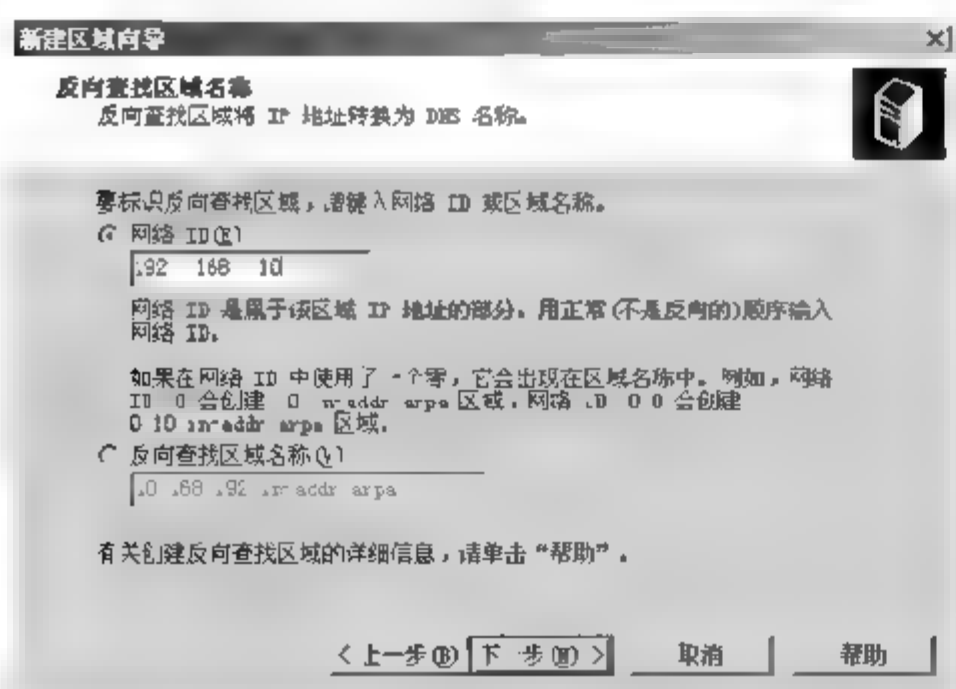 新建区域向导
反向查找区域名称
反向查找区域将 IP 地址转换为 DNS 名称。
要标识反向查找区域，请键入网络 ID 或区域名称。
网络 ID(E)
192 168 10
网络 ID 是属于该区域 IP 地址的部分。用正常(不是反向的)顺序输入
网络 ID。
如果在网络 ID 中使用了一个零，它会出现在区域名称中。例如，网络
ID 会创建 in-addr arpa 区域，网络 ID 会创建
0 10 in-addr arpa 区域。
反向查找区域名称(V)
10 168 192 in-addr arpa
有关创建反向查找区域的详细信息，请单击“帮助”。
< 上一步(B) 下一步(N) > 取消 帮助